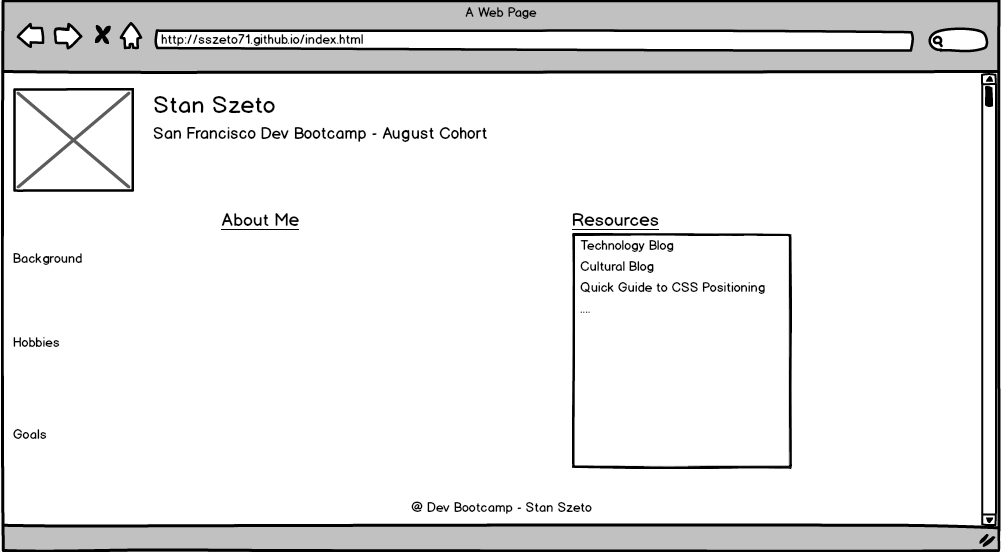 A Web Page
http://sszeto71.github.io/index.html
Stan Szeto
San Francisco Dev Bootcamp - August Cohort
About Me
Background
Hobbies
Goals
Resources
Technology Blog
Cultural Blog
Quick Guide to CSS Positioning
....
@ Dev Bootcamp - Stan Szeto